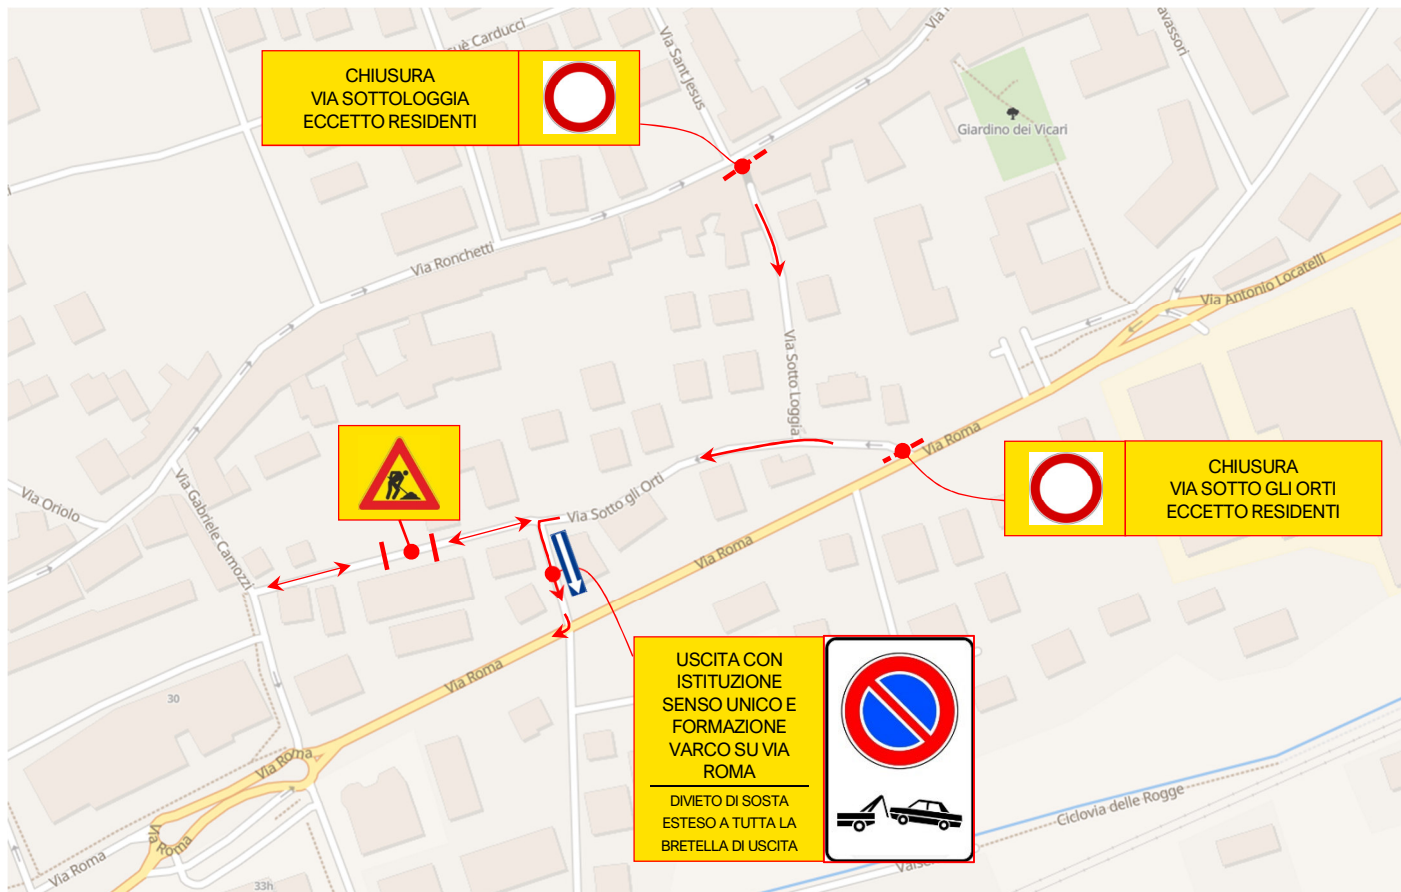 uè Carducci
Via Sant Jesus
CHIUSURA
VIA SOTTOLOGGIA
ECCETTO RESIDENTI
Giardino dei Vicari
Via Ronchetti
Via Antonio Locatelli
Via Sotto Loggia
Via Roma
CHIUSURA
VIA SOTTO GLI ORTI
ECCETTO RESIDENTI
Via Oriolo
Via Gabriele Camozzi
Via Sotto gli Orti
Via Roma
Via Roma
USCITA CON
ISTITUZIONE
SENSO UNICO E
FORMAZIONE
VARCO SU VIA
ROMA
DIVIETO DI SOSTA
ESTESO A TUTTA LA
BRETELLA DI USCITA
30
Via Roma
Via Roma
Via Roma
33h
Ciclovia delle Rogge